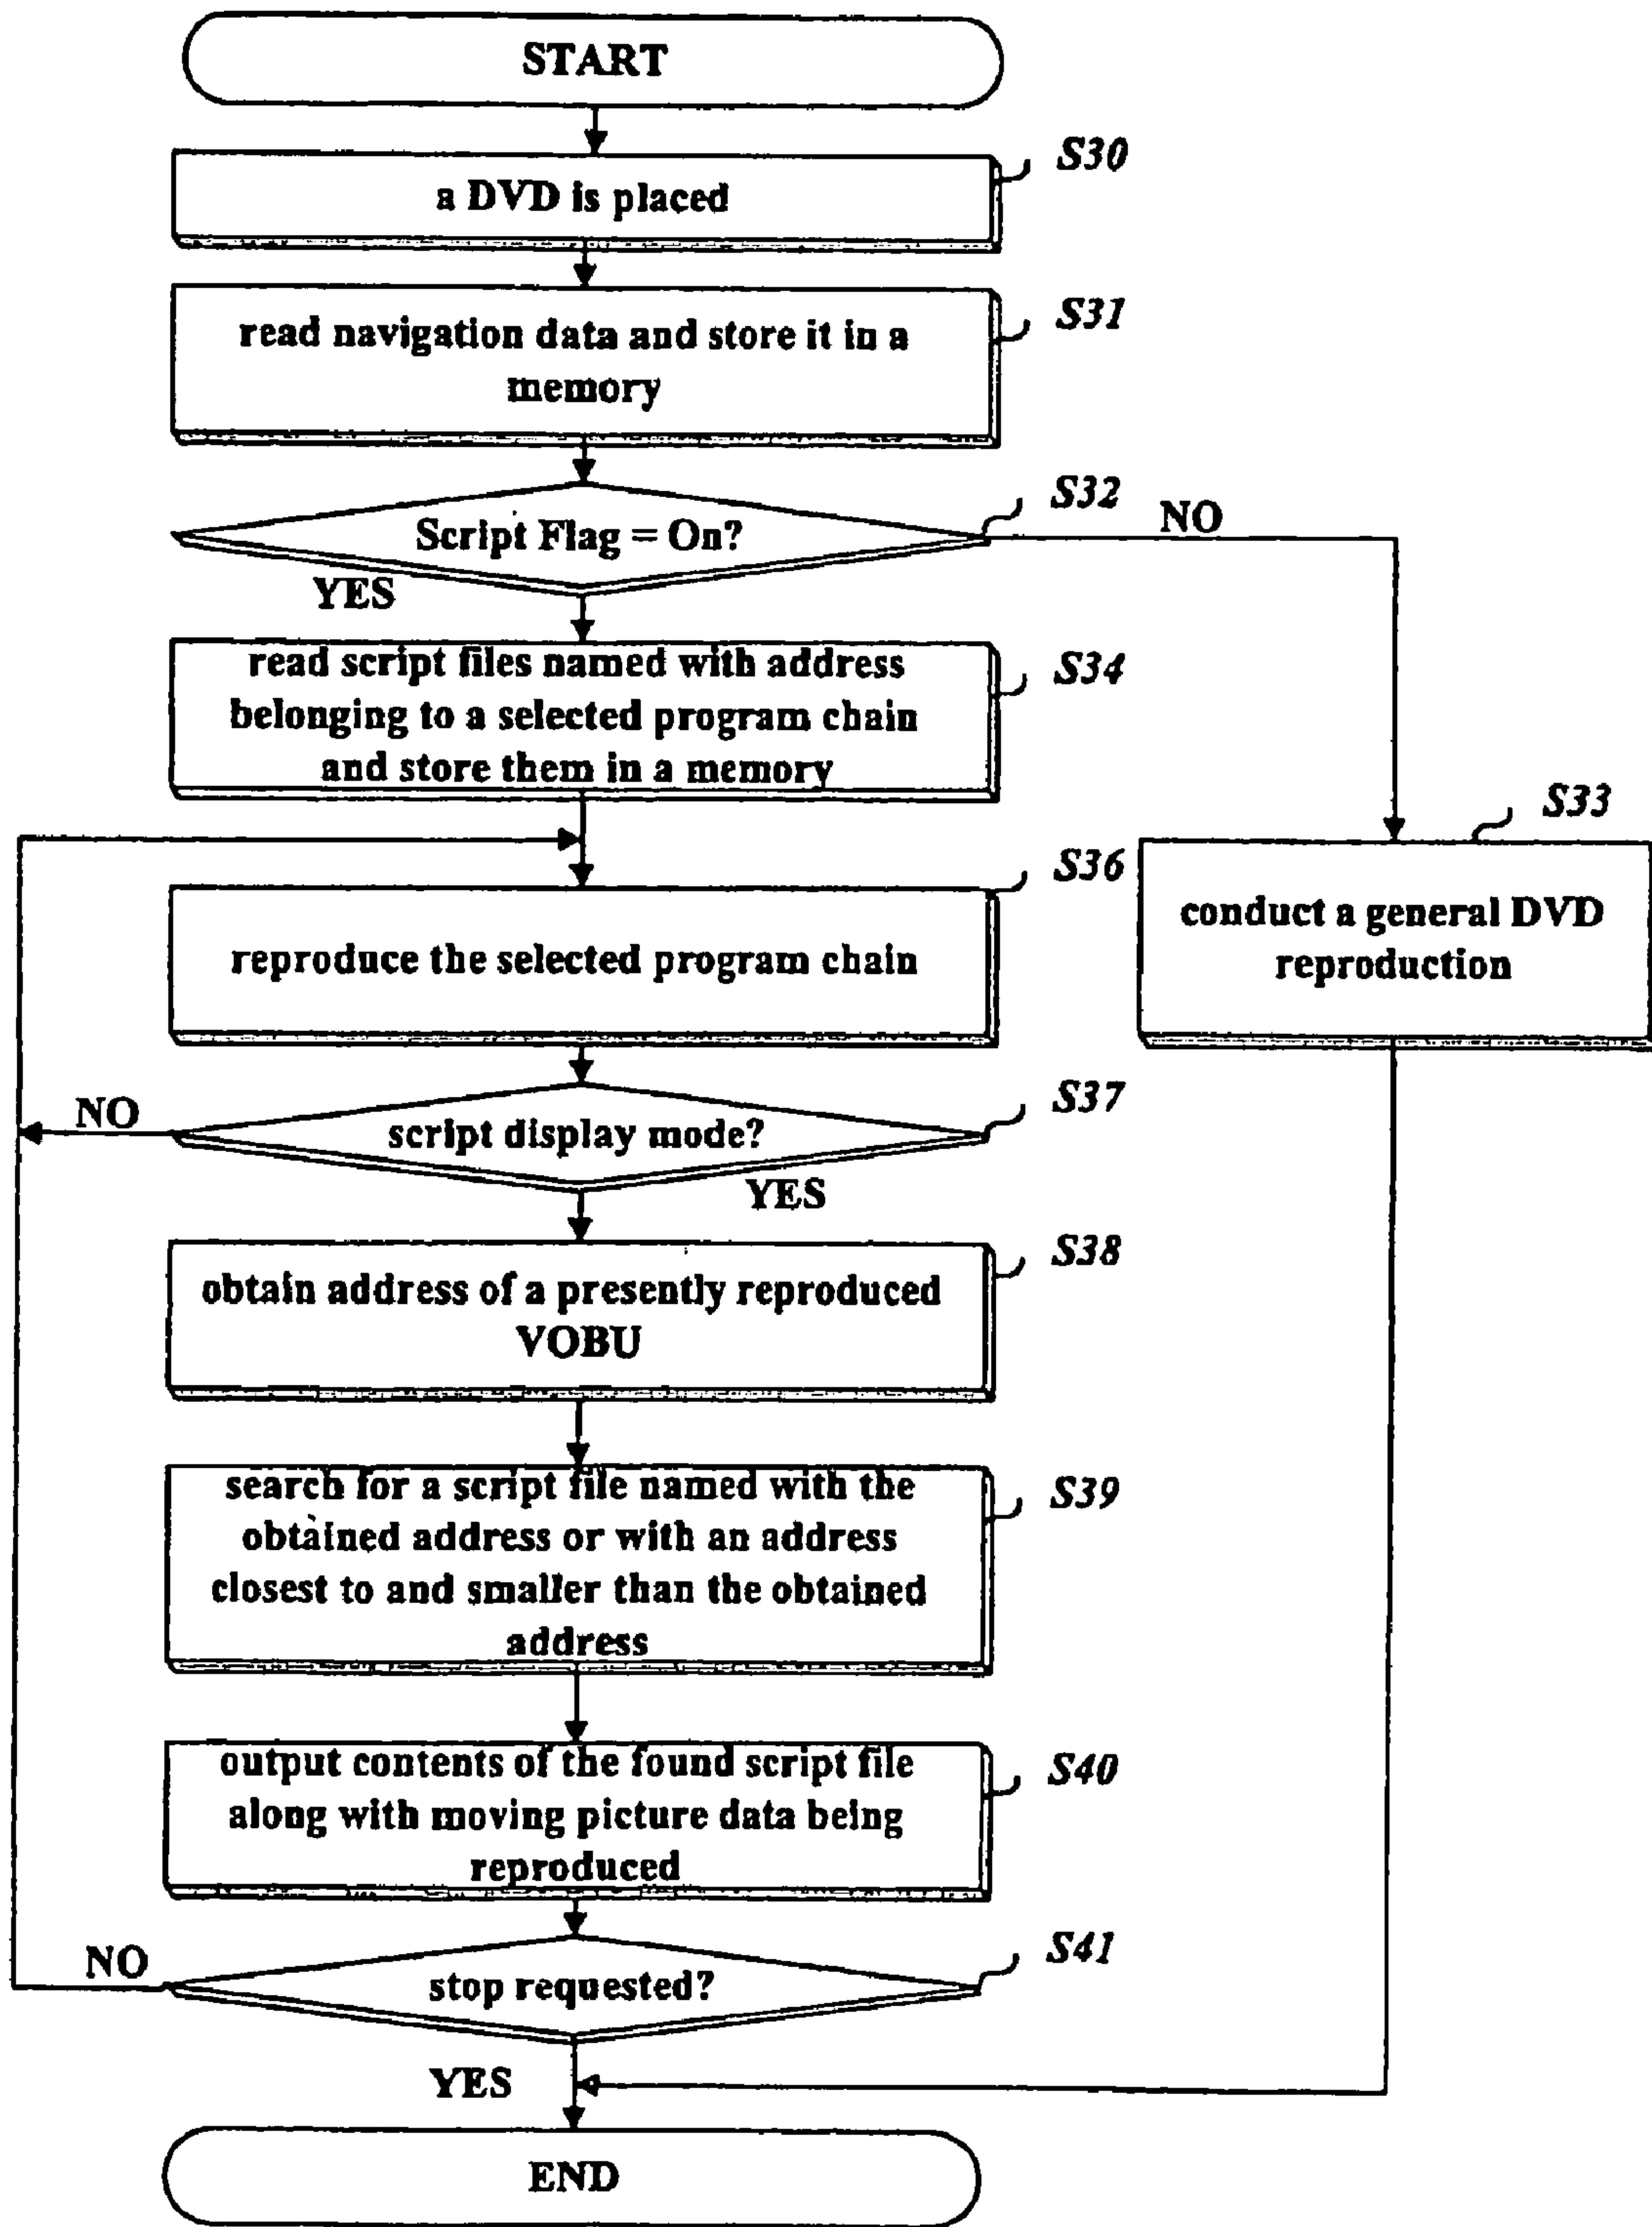 START
S30
a DVD is placed
S31
read navigation data and store it in a
memory
S32
Script Flag = On?
NO
YES
read script files named with address
belonging to a selected program chain
and store them in a memory
S34
S33
conduct a general DVD
reproduction
S36
reproduce the selected program chain
S37
NO
script display mode?
YES
S38
obtain address of a presently reproduced
VOBU
search for a script file named with the
obtained address or with an address
closest to and smaller than the obtained
address
S39
output contents of the found script file
along with moving picture data being
reproduced
S40
S41
NO
stop requested?
YES
END